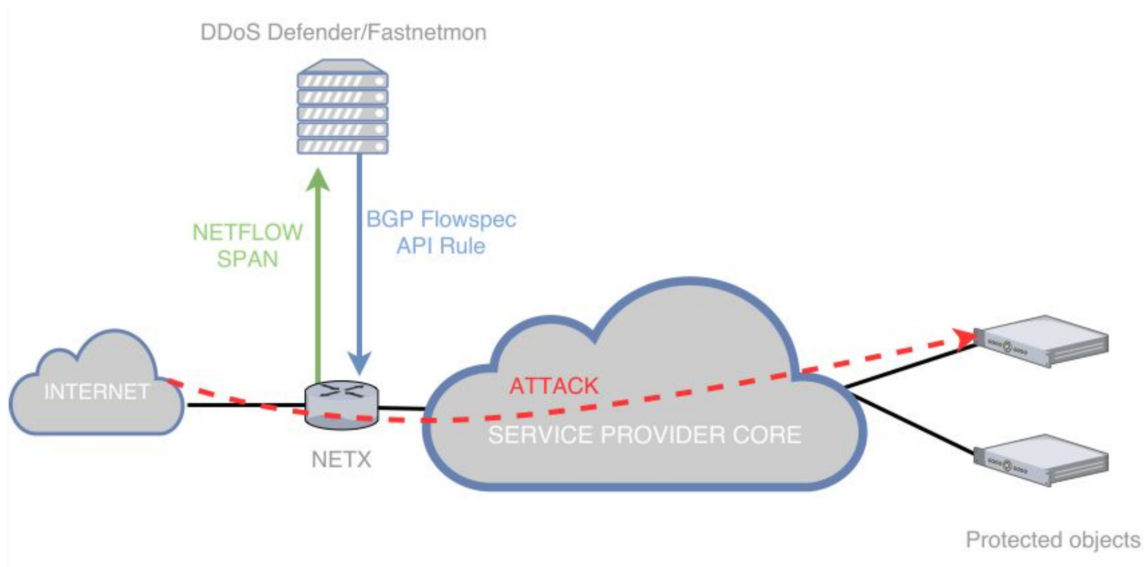 DDoS Defender/Fastnetmon
NETFLOW
SPAN
BGP Flowspec
API Rule
INTERNET
ATTACK
SERVICE PROVIDER CORE
NETX
Protected objects